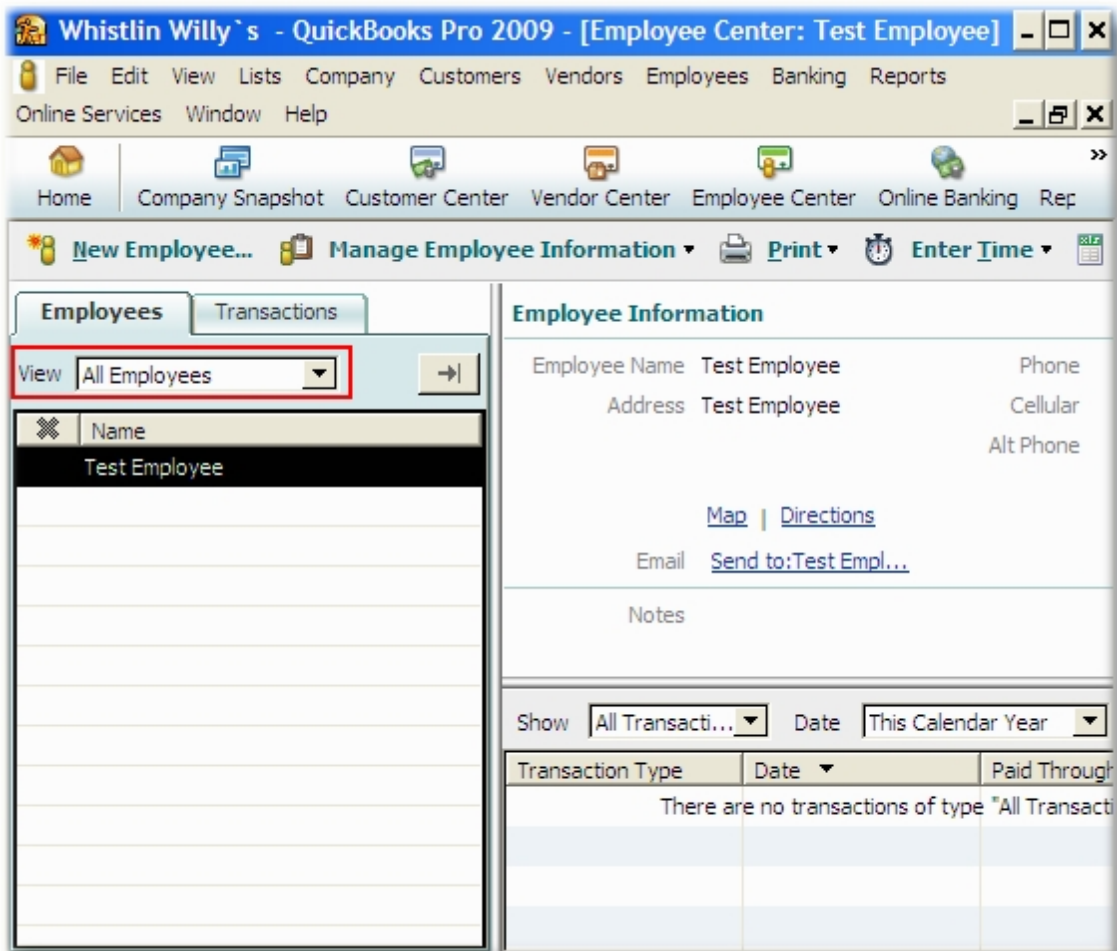 Whistlin Willy`s - QuickBooks Pro 2009 - [Employee Center: Test Employee]
File Edit View Lists Company Customers Vendors Employees Banking Reports
Online Services Window Help
Home Company Snapshot Customer Center Vendor Center Employee Center Online Banking Rep
New Employee... Manage Employee Information Print Enter Time
Employees Transactions
View All Employees
Name
Test Employee
Employee Information
Employee Name Test Employee Phone
Address Test Employee Cellular
Alt Phone
Map | Directions
Email Send to:Test Empl...
Notes
Show All Transacti... Date This Calendar Year
Transaction Type Date Paid Through
There are no transactions of type "All Transacti